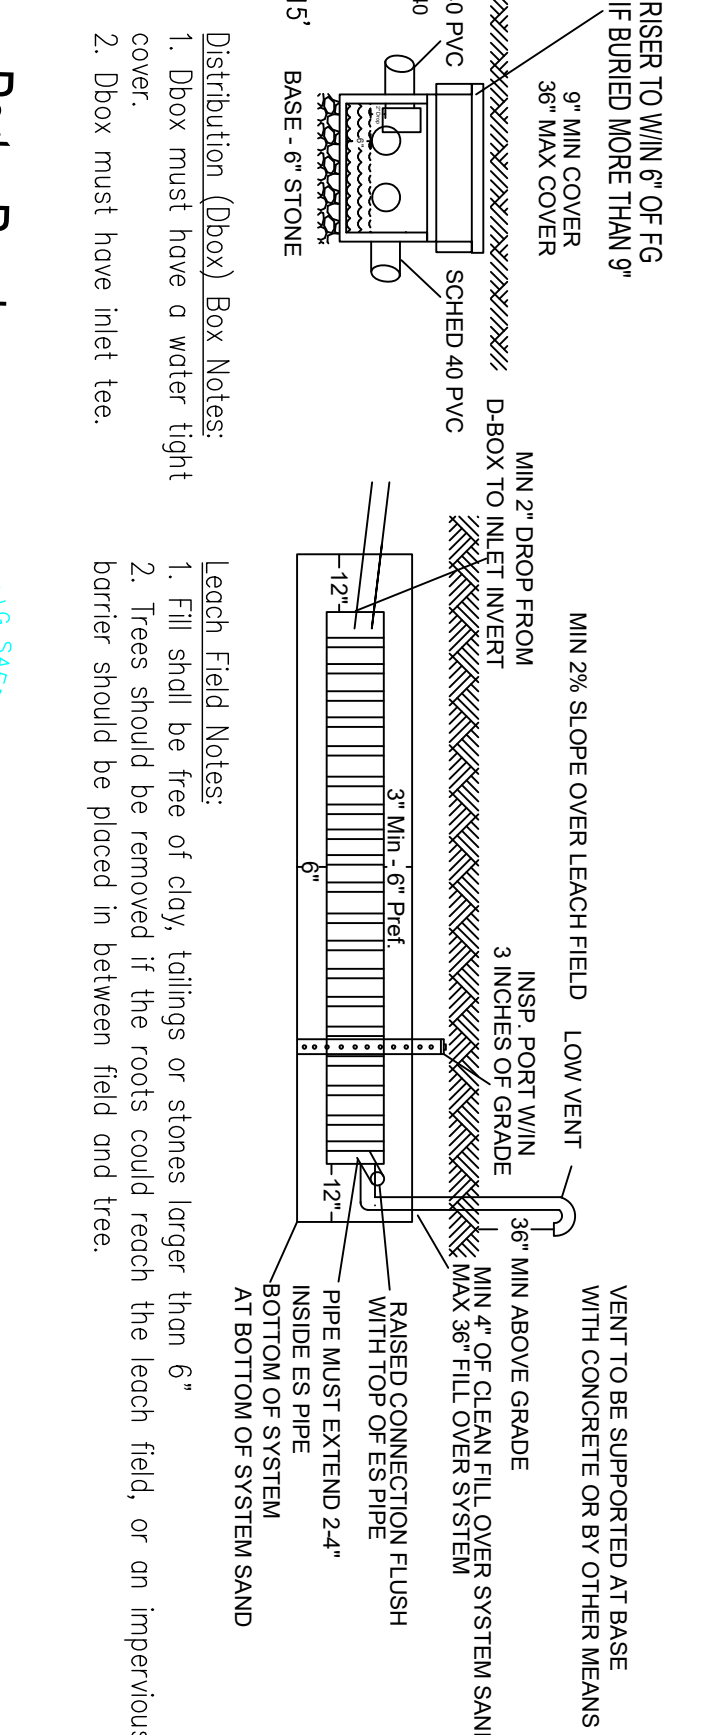 RISER TO W/IN 6" OF FG
IF BURIED MORE THAN 9"
9" MIN COVER
36" MAX COVER
PVC
40
15'
BASE - 6" STONE
SCHED 40 PVC
2" Drop
6"
Distribution (Dbox) Box Notes:
1. Dbox must have a water tight
cover.
2. Dbox must have inlet tee.
MIN 2" DROP FROM
D-BOX TO INLET INVERT
MIN 2% SLOPE OVER LEACH FIELD
INSP. PORT W/IN
3 INCHES OF GRADE
LOW VENT
36" MIN ABOVE GRADE
VENT TO BE SUPPORTED AT BASE
WITH CONCRETE OR BY OTHER MEANS
MIN 4" OF CLEAN FILL OVER SYSTEM SAND
MAX 36" FILL OVER SYSTEM
RAISED CONNECTION FLUSH
WITH TOP OF ES PIPE
PIPE MUST EXTEND 2-4"
INSIDE ES PIPE
BOTTOM OF SYSTEM
AT BOTTOM OF SYSTEM SAND
12"
3" Min - 6" Pref.
6"
12"
Leach Field Notes:
1. Fill shall be free of clay, tailings or stones larger than 6"
2. Trees should be removed if the roots could reach the leach field, or an impervious
barrier should be placed in between field and tree.